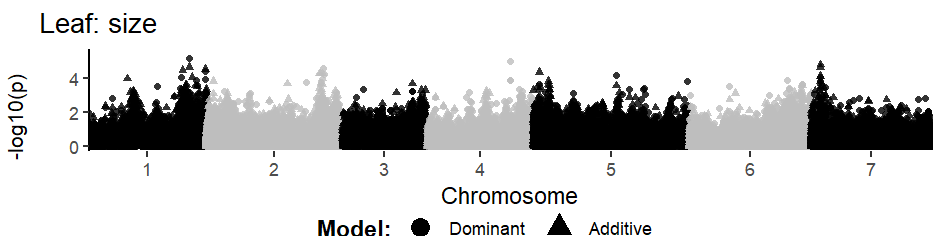 Leaf: size
-log10(p)
4
2
0
1 2 3 4 5 6 7
Chromosome
Model: Dominant Additive